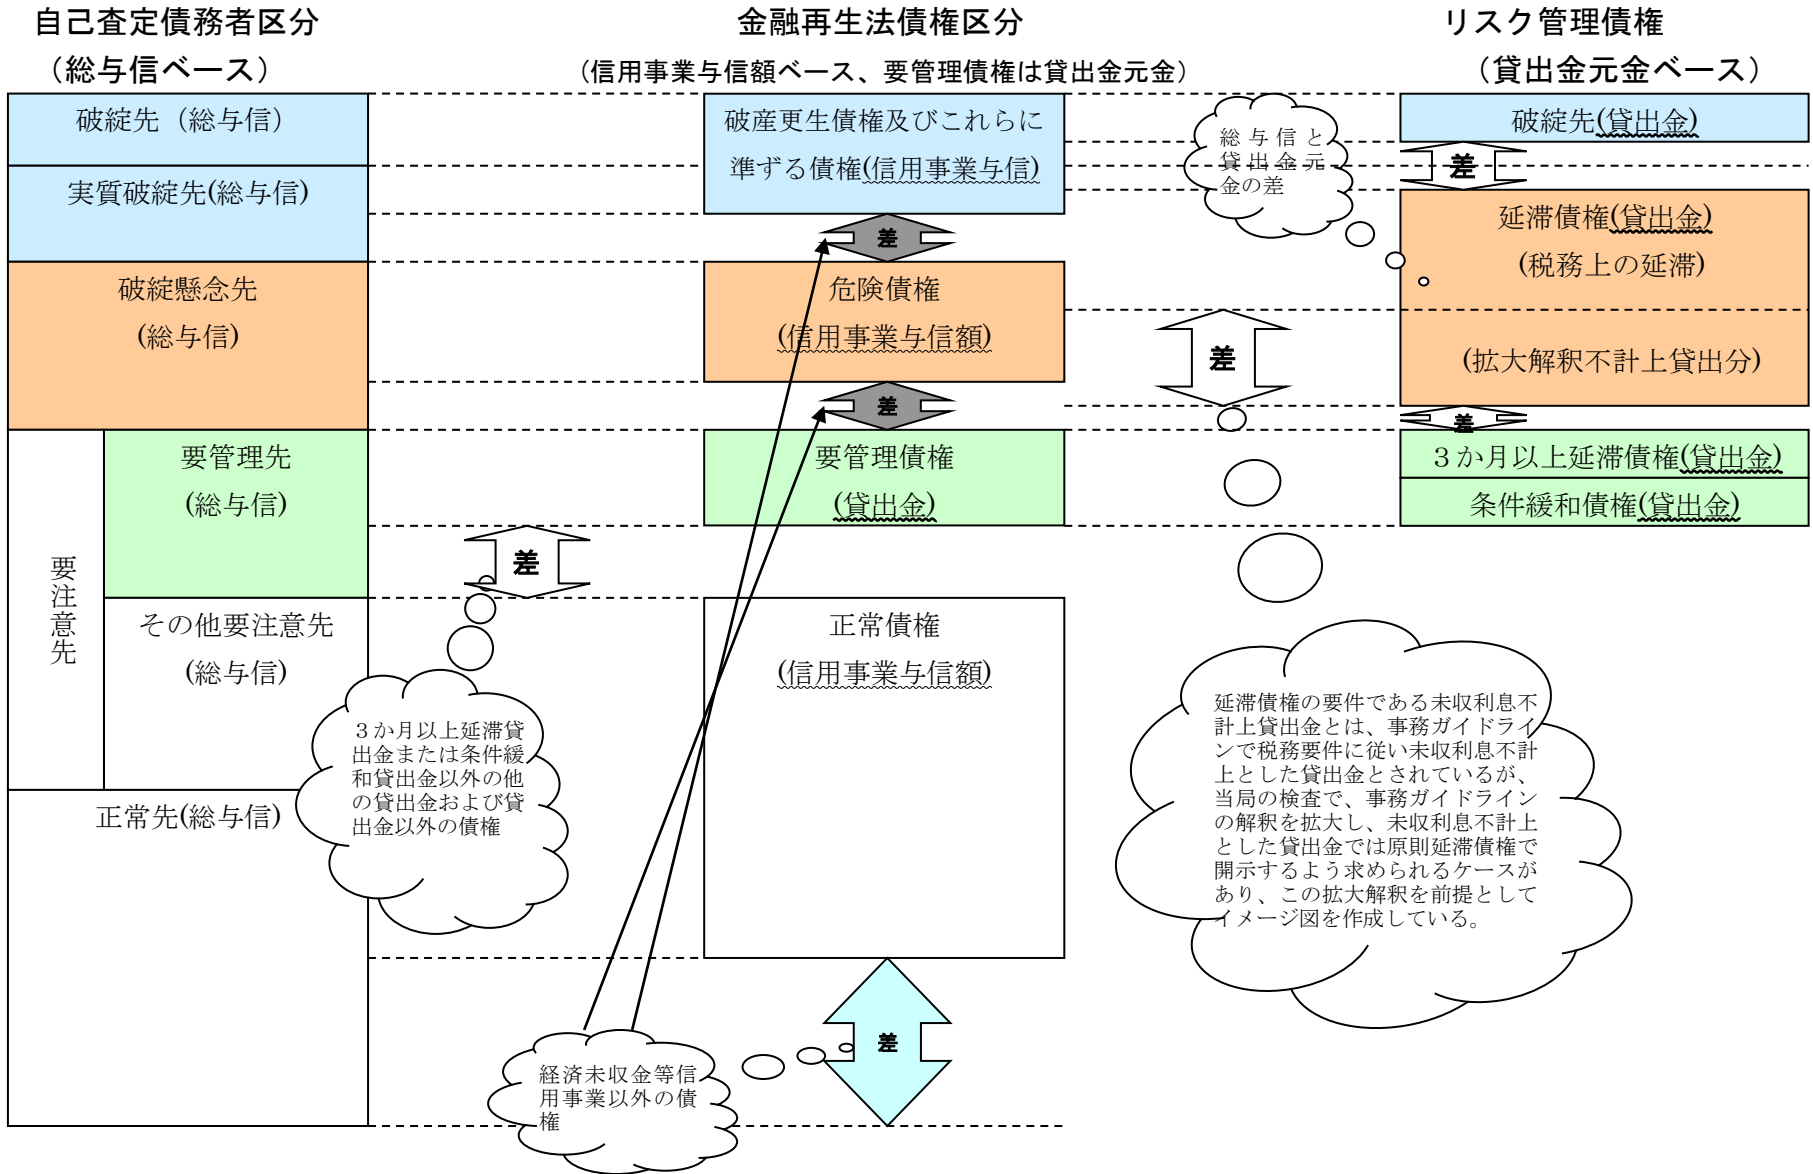 自己査定債務者区分
（総与信ベース）
金融再生法債権区分
（信用事業与信額ベース、要管理債権は貸出金元金）
リスク管理債権
（貸出金元金ベース）
破綻先（総与信）
実質破綻先(総与信)
破綻懸念先
(総与信)
要注意先
要管理先
(総与信)
その他要注意先
(総与信)
正常先(総与信)
差
３か月以上延滞貸
出金または条件緩
和貸出金以外の他
の貸出金および貸
出金以外の債権
破産更生債権及びこれらに
準ずる債権(信用事業与信)
差
危険債権
(信用事業与信額)
差
要管理債権
(貸出金)
正常債権
(信用事業与信額)
差
経済未収金等信
用事業以外の債
権
総与信と
貸出金元
金の差
差
破綻先(貸出金)
差
延滞債権(貸出金)
(税務上の延滞)
(拡大解釈不計上貸出分)
差
３か月以上延滞債権(貸出金)
条件緩和債権(貸出金)
延滞債権の要件である未収利息不
計上貸出金とは、事務ガイドライ
ンで税務要件に従い未収利息不計
上とした貸出金とされているが、
当局の検査で、事務ガイドライン
の解釈を拡大し、未収利息不計上
とした貸出金では原則延滞債権で
開示するよう求められるケースが
あり、この拡大解釈を前提として
イメージ図を作成している。